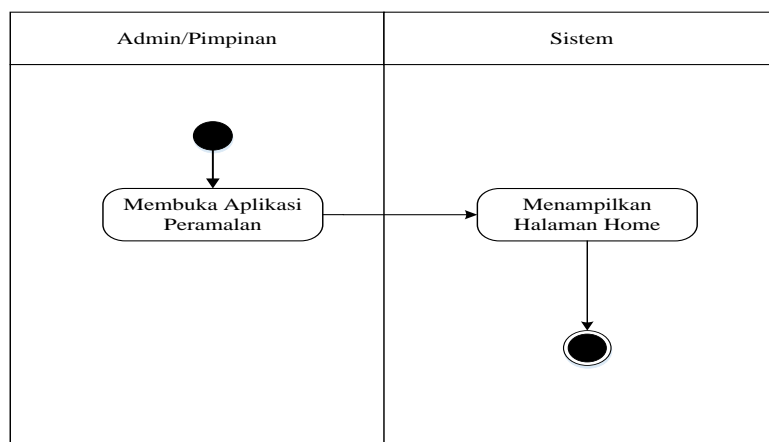 Admin/Pimpinan
Sistem
Membuka Aplikasi
Peramalan
Menampilkan
Halaman Home